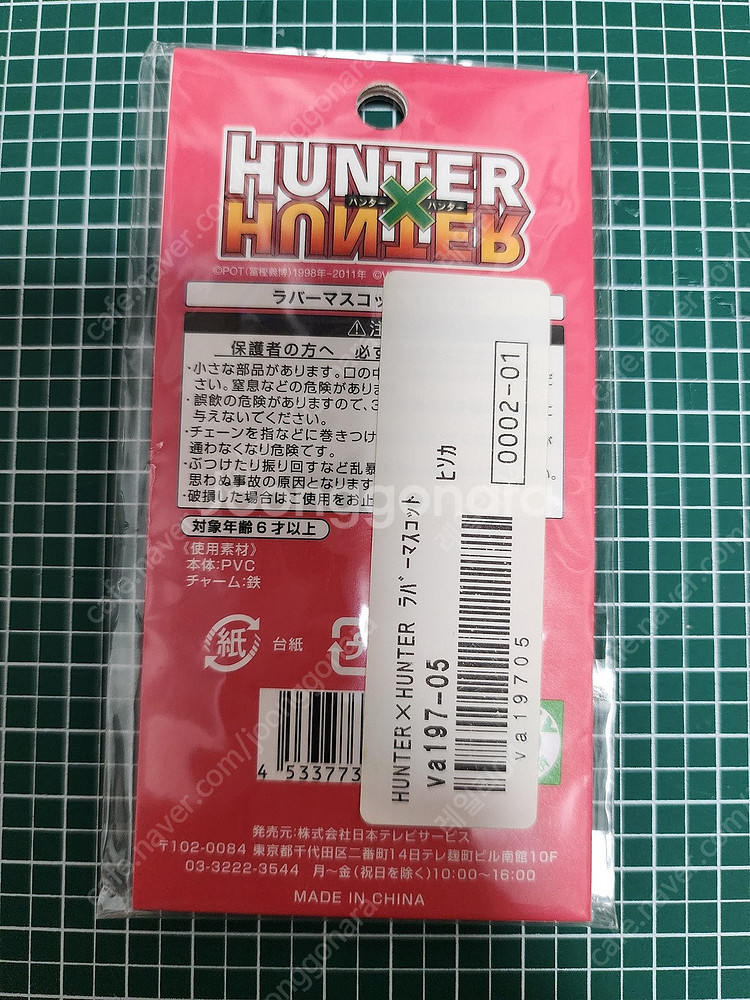 HUNTER
ハンター × ハンター
HUNTER
©POT(冨樫義博)1998年-2011年 ©V
ラバーマスコッ
⚠注
保護者の方へ 必ず
・小さな部品があります。口の中
さい。窒息などの危険があり
・誤飲の危険がありますので、3
与えないでください。
・チェーンを指などに巻きつけ
通わなくなり危険です。
・ぶつけたり振り回すなど乱暴
思わぬ事故の原因となります
・破損した場合はご使用をお止
対象年齢6才以上
《使用素材》
本体:PVC
チャーム:鉄
紙 台紙
4 533773
発売元:株式会社日本テレビサービス
〒102-0084 東京都千代田区二番町14日テレ麹町ビル南館10F
03-3222-3544 月～金(祝日を除く)10:00～16:00
MADE IN CHINA
HUNTER×HUNTER ラバーマスコット ヒソカ
va197-05
0002-01
va19705
joonggonara
cafe.naver.com/joonggonara